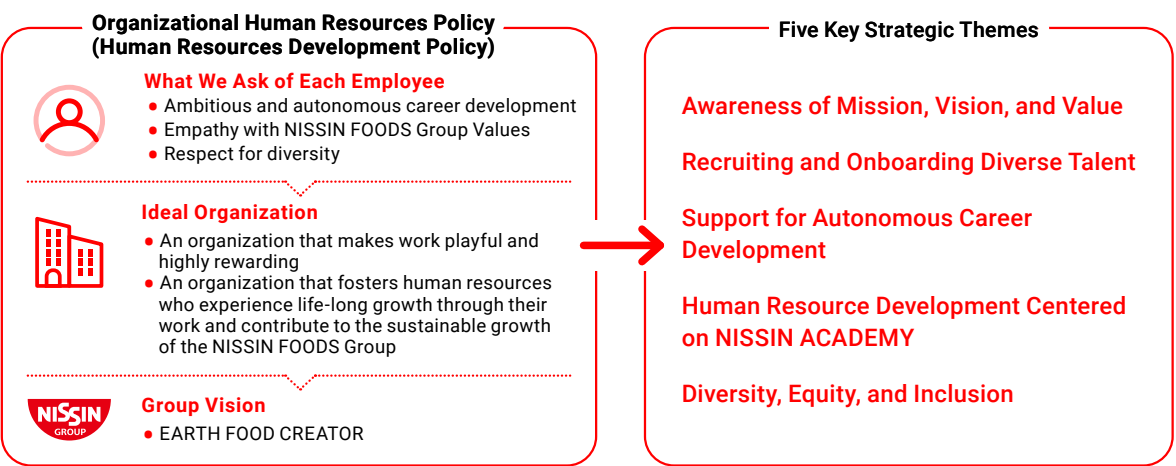 Organizational Human Resources Policy
(Human Resources Development Policy)
What We Ask of Each Employee
• Ambitious and autonomous career development
• Empathy with NISSIN FOODS Group Values
• Respect for diversity
Ideal Organization
• An organization that makes work playful and
highly rewarding
• An organization that fosters human resources
who experience life-long growth through their
work and contribute to the sustainable growth
of the NISSIN FOODS Group
NISSIN
GROUP
Group Vision
• EARTH FOOD CREATOR
Five Key Strategic Themes
Awareness of Mission, Vision, and Value
Recruiting and Onboarding Diverse Talent
Support for Autonomous Career
Development
Human Resource Development Centered
on NISSIN ACADEMY
Diversity, Equity, and Inclusion